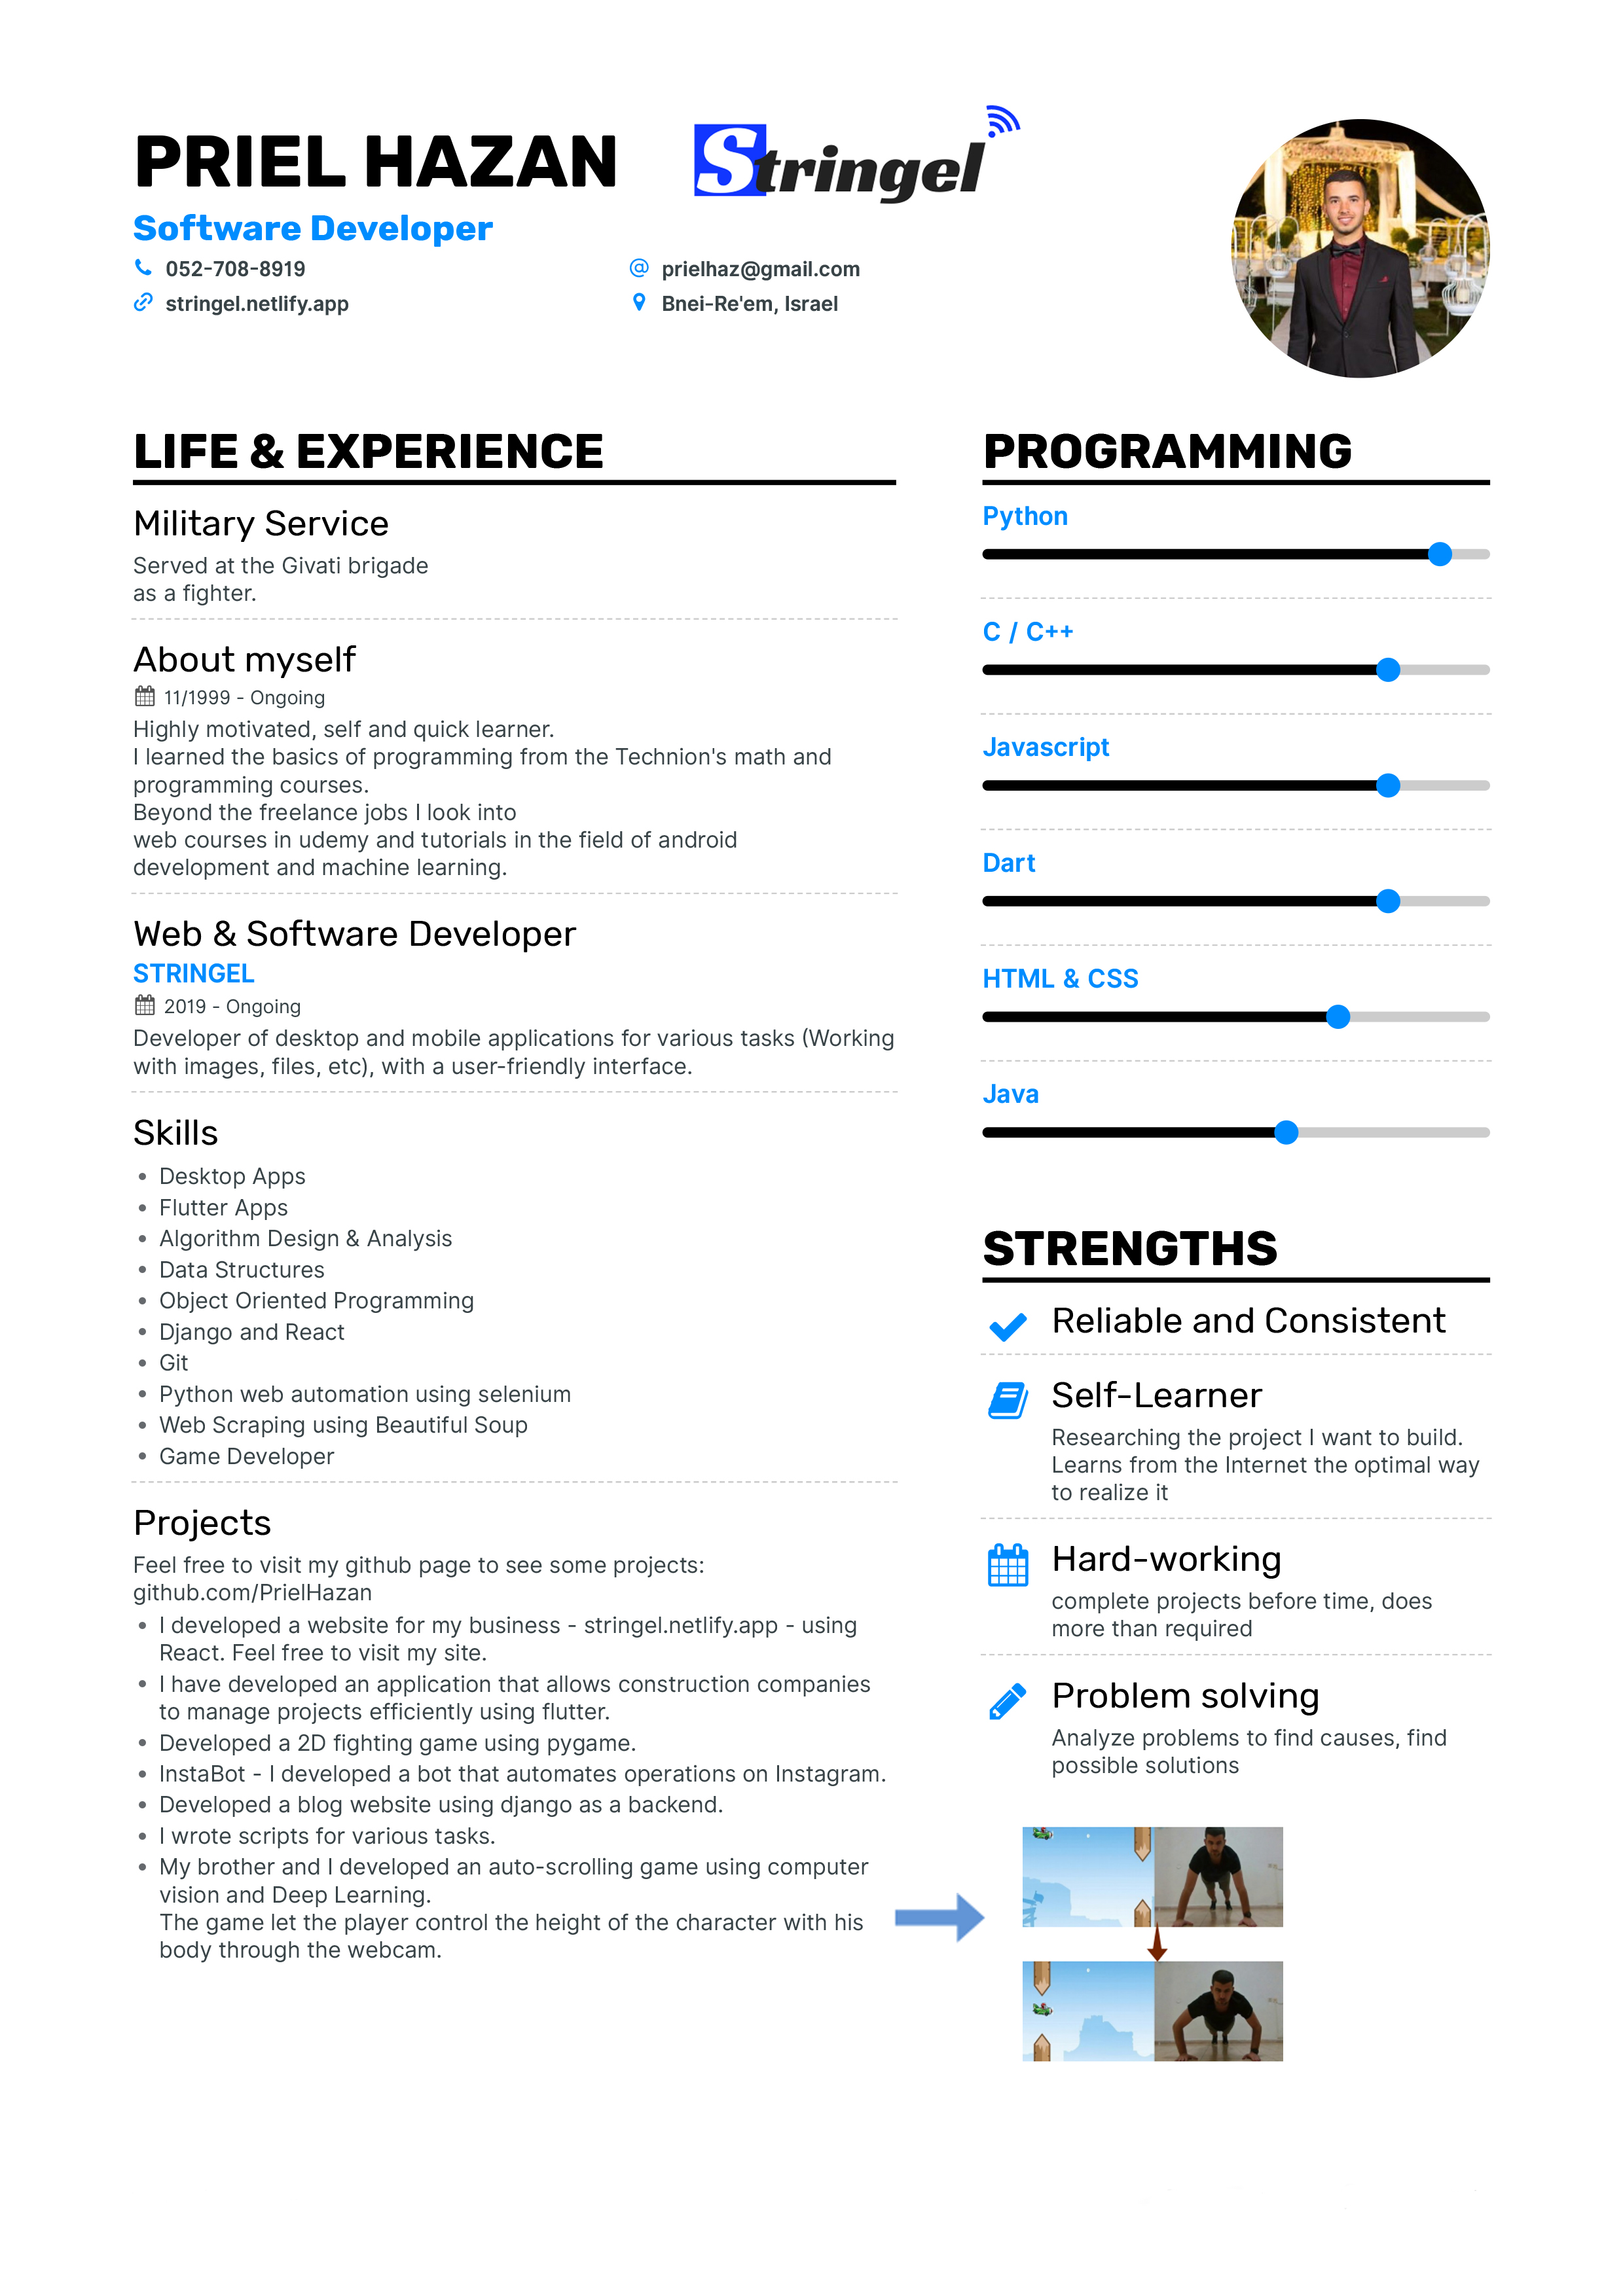 PRIEL HAZAN
Stringel
Software Developer
052-708-8919
prielhaz@gmail.com
stringel.netlify.app
Bnei-Re'em, Israel
LIFE & EXPERIENCE
Military Service
Served at the Givati brigade
as a fighter.
About myself
11/1999 - Ongoing
Highly motivated, self and quick learner.
I learned the basics of programming from the Technion's math and
programming courses.
Beyond the freelance jobs I look into
web courses in udemy and tutorials in the field of android
development and machine learning.
Web & Software Developer
STRINGEL
2019 - Ongoing
Developer of desktop and mobile applications for various tasks (Working
with images, files, etc), with a user-friendly interface.
Skills
• Desktop Apps
• Flutter Apps
• Algorithm Design & Analysis
• Data Structures
• Object Oriented Programming
• Django and React
• Git
• Python web automation using selenium
• Web Scraping using Beautiful Soup
• Game Developer
Projects
Feel free to visit my github page to see some projects:
github.com/PrielHazan
• I developed a website for my business - stringel.netlify.app - using
React. Feel free to visit my site.
• I have developed an application that allows construction companies
to manage projects efficiently using flutter.
• Developed a 2D fighting game using pygame.
• InstaBot - I developed a bot that automates operations on Instagram.
• Developed a blog website using django as a backend.
• I wrote scripts for various tasks.
• My brother and I developed an auto-scrolling game using computer
vision and Deep Learning.
The game let the player control the height of the character with his
body through the webcam.
PROGRAMMING
Python
C / C++
Javascript
Dart
HTML & CSS
Java
STRENGTHS
Reliable and Consistent
Self-Learner
Researching the project I want to build.
Learns from the Internet the optimal way
to realize it
Hard-working
complete projects before time, does
more than required
Problem solving
Analyze problems to find causes, find
possible solutions